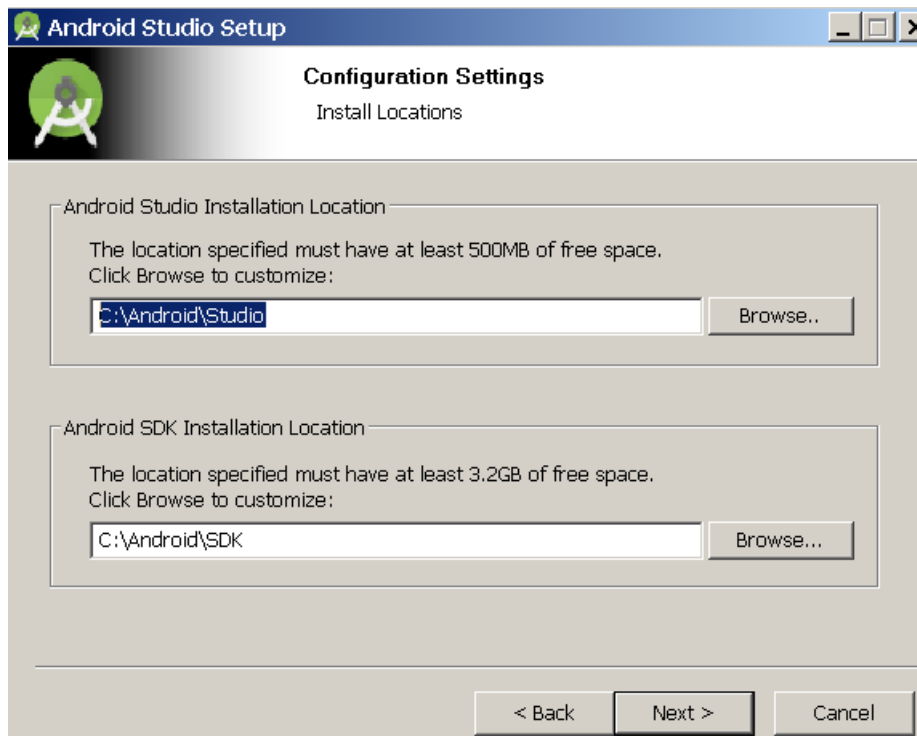 Android Studio Setup
Configuration Settings
Install Locations
Android Studio Installation Location
The location specified must have at least 500MB of free space.
Click Browse to customize:
C:\Android\Studio
Browse..
Android SDK Installation Location
The location specified must have at least 3.2GB of free space.
Click Browse to customize:
C:\Android\SDK
Browse...
< Back
Next >
Cancel